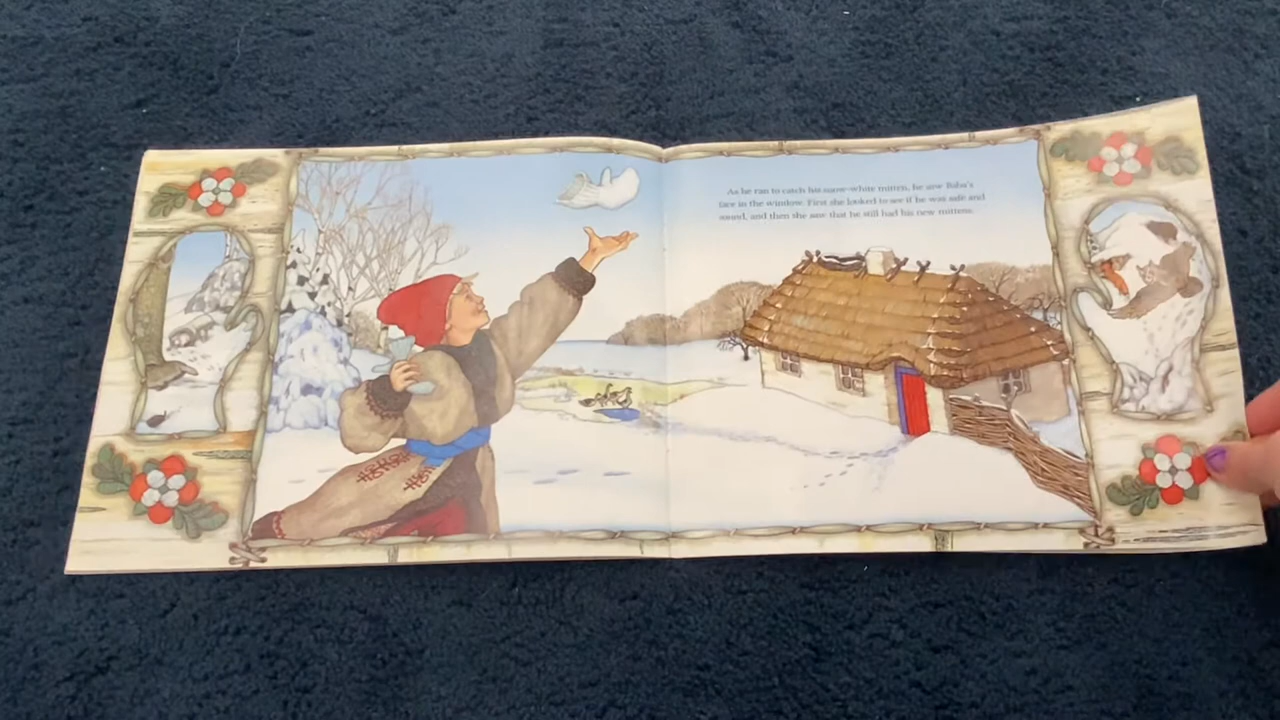 As he ran to catch his snow-white mitten, he saw Baba's
face in the window. First she looked to see if he was safe and
sound, and then she saw that he still had his new mittens.